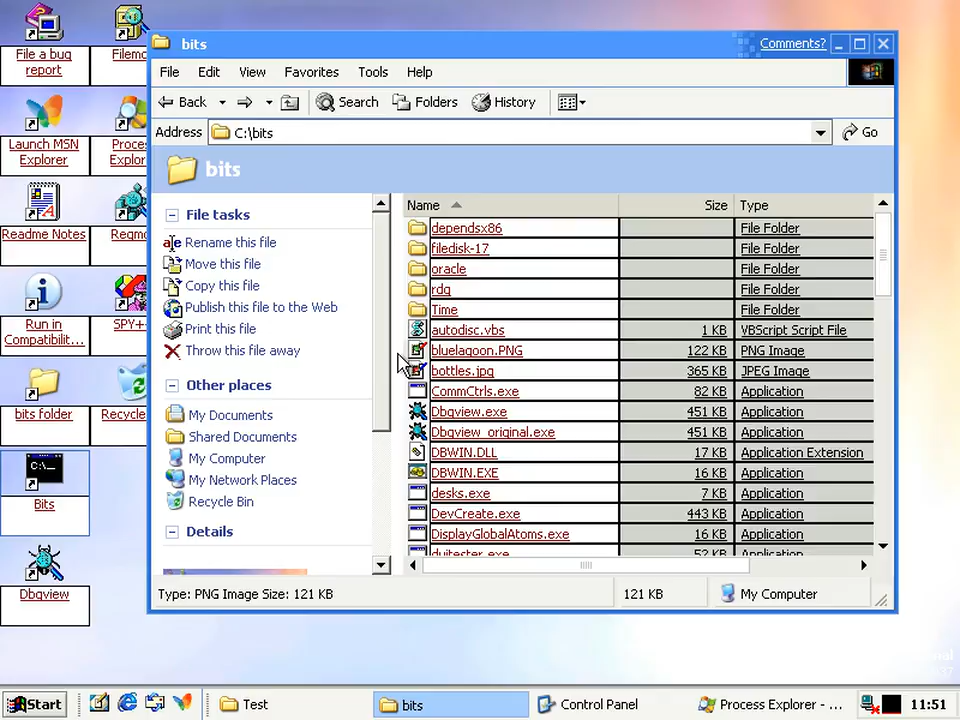 File a bug
report
Filemo
Launch MSN
Explorer
Proces
Explor
Readme Notes
Regmo
Run in
Compatibilit...
SPY+
bits folder
Recycle
Bits
Dbgview
bits
Comments?
File Edit View Favorites Tools Help
Back Search Folders History
Address C:\bits Go
bits
File tasks
Rename this file
Move this file
Copy this file
Publish this file to the Web
Print this file
Throw this file away
Other places
My Documents
Shared Documents
My Computer
My Network Places
Recycle Bin
Details
Name Size Type
dependsx86 File Folder
filedisk-17 File Folder
oracle File Folder
rdg File Folder
Time File Folder
autodisc.vbs 1 KB VBScript Script File
bluelagoon.PNG 122 KB PNG Image
bottles.jpg 365 KB JPEG Image
CommCtrls.exe 82 KB Application
Dbgview.exe 451 KB Application
Dbgview_original.exe 451 KB Application
DBWIN.DLL 17 KB Application Extension
DBWIN.EXE 16 KB Application
desks.exe 7 KB Application
DevCreate.exe 443 KB Application
DisplayGlobalAtoms.exe 16 KB Application
duitester.exe 52 KB Application
Type: PNG Image Size: 121 KB 121 KB My Computer
Start Test bits Control Panel Process Explorer - ... 11:51